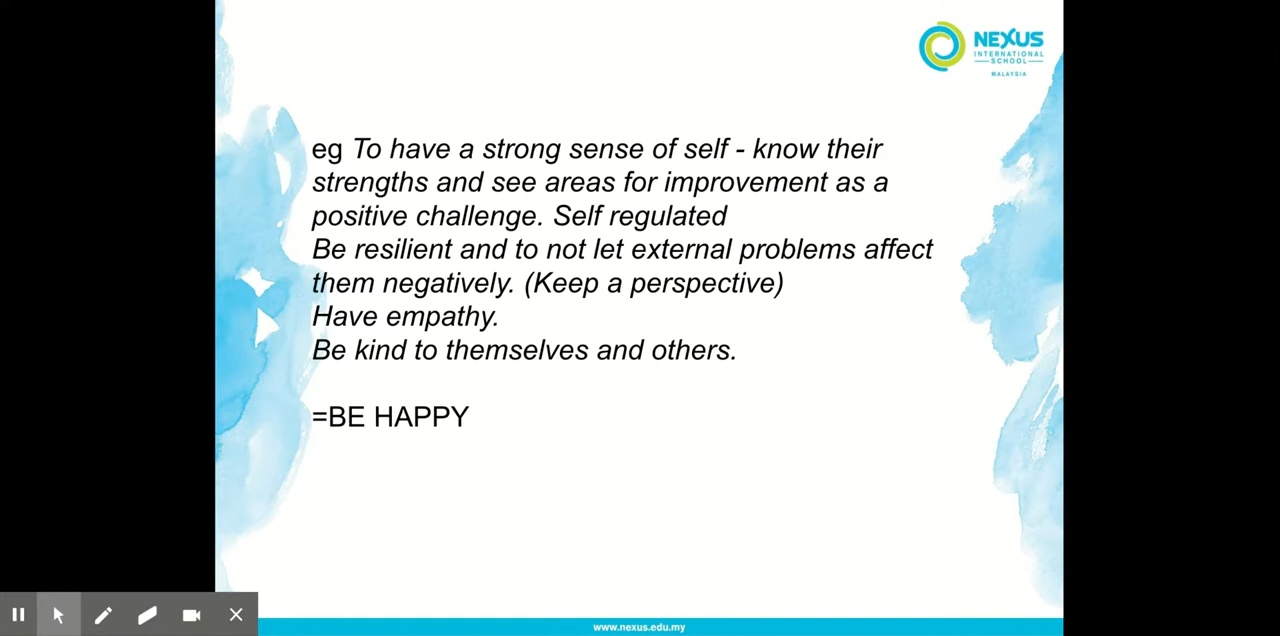 NEXUS
INTERNATIONAL
SCHOOL
MALAYSIA
eg To have a strong sense of self - know their
strengths and see areas for improvement as a
positive challenge. Self regulated
Be resilient and to not let external problems affect
them negatively. (Keep a perspective)
Have empathy.
Be kind to themselves and others.
=BE HAPPY
www.nexus.edu.my